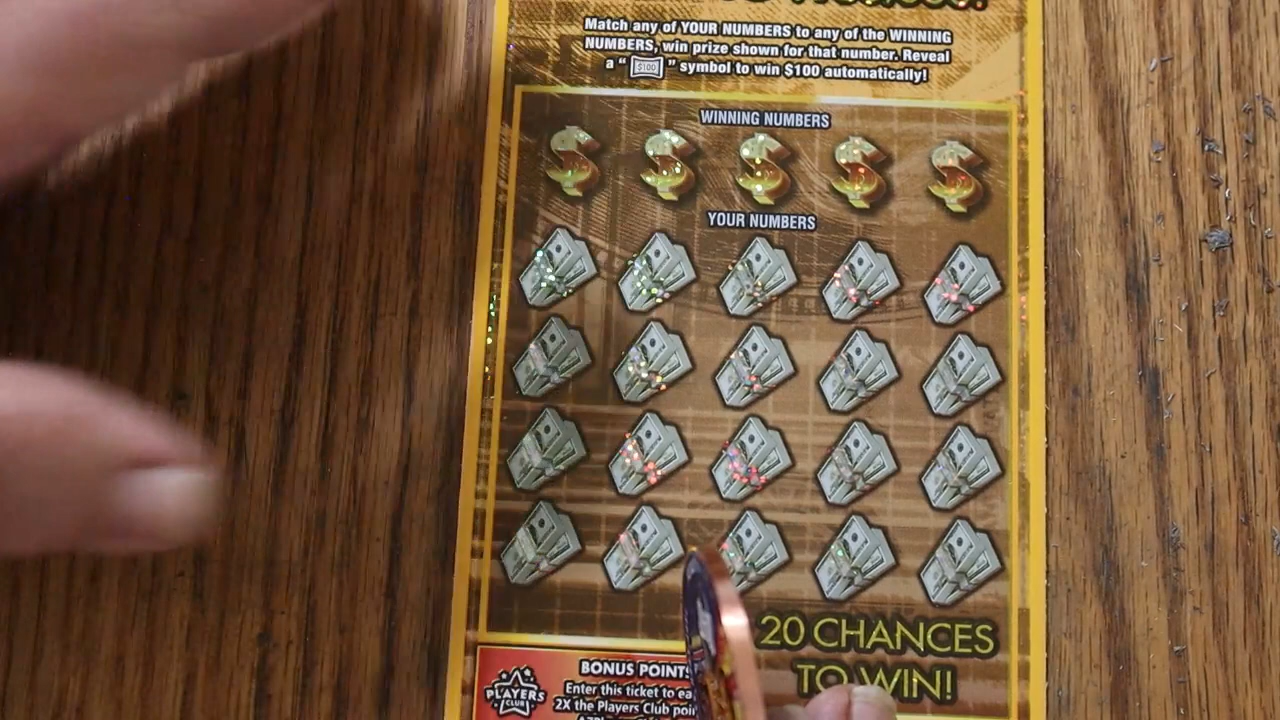 Match any of YOUR NUMBERS to any of the WINNING
NUMBERS, win prize shown for that number. Reveal
a " $100 " symbol to win $100 automatically!
WINNING NUMBERS
YOUR NUMBERS
20 CHANCES
TO WIN!
PLAYERS
CLUB
BONUS POINTS
Enter this ticket to
2X the Players Club